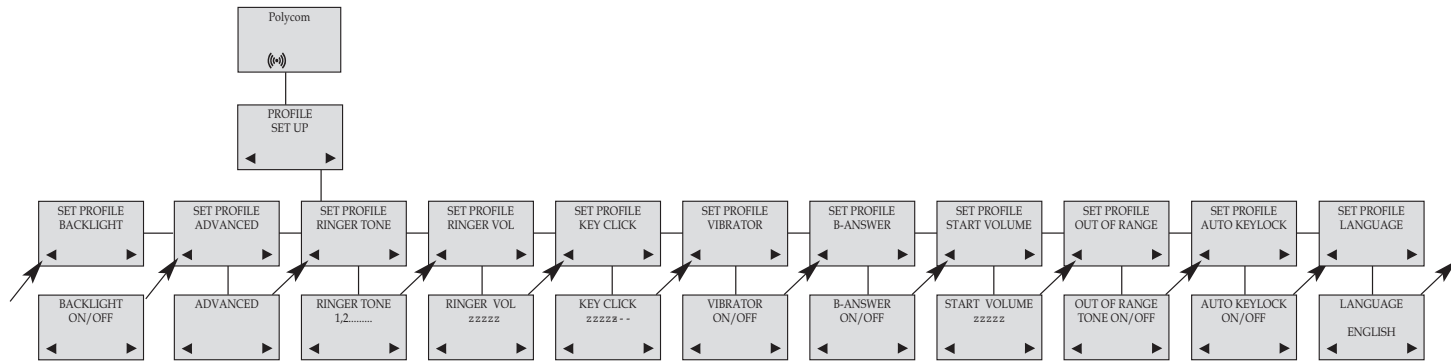 Polycom
PROFILE
SET UP
SET PROFILE
BACKLIGHT
SET PROFILE
ADVANCED
SET PROFILE
RINGER TONE
SET PROFILE
RINGER VOL
SET PROFILE
KEY CLICK
SET PROFILE
VIBRATOR
SET PROFILE
B-ANSWER
SET PROFILE
START VOLUME
SET PROFILE
OUT OF RANGE
SET PROFILE
AUTO KEYLOCK
SET PROFILE
LANGUAGE
BACKLIGHT
ON/OFF
ADVANCED
RINGER TONE
1,2.........
RINGER VOL
zzzzz
KEY CLICK
zzzzz--
VIBRATOR
ON/OFF
B-ANSWER
ON/OFF
START VOLUME
zzzzz
OUT OF RANGE
TONE ON/OFF
AUTO KEYLOCK
ON/OFF
LANGUAGE
ENGLISH